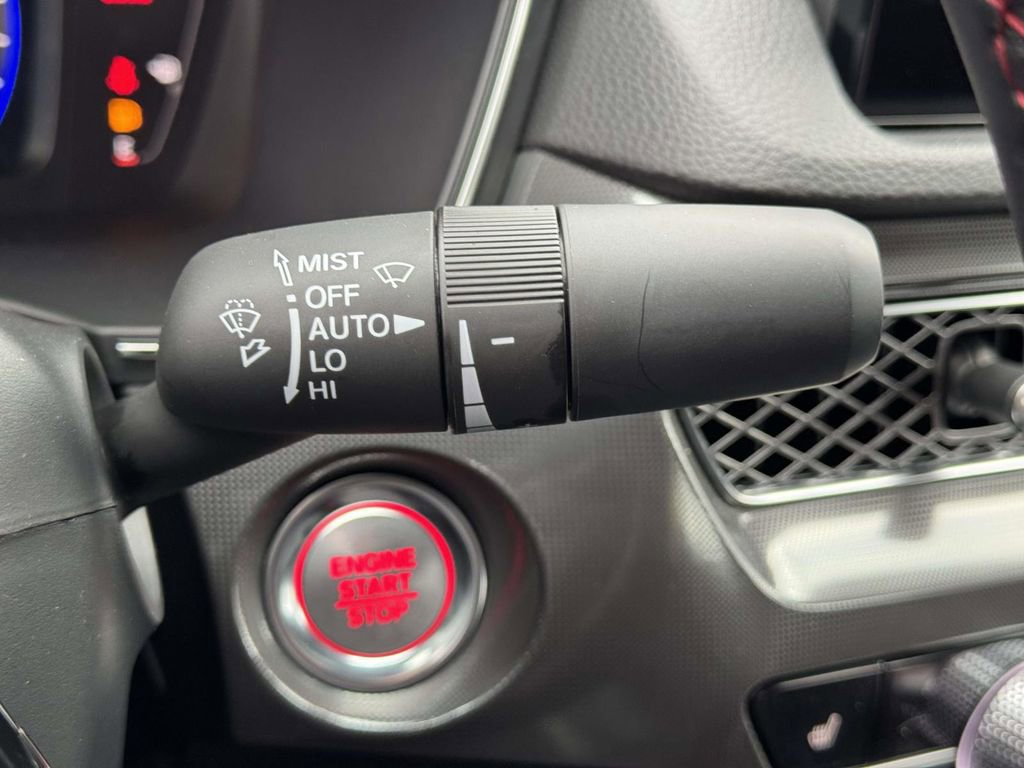 MIST
OFF
AUTO
LO
HI
ENGINE
START
STOP